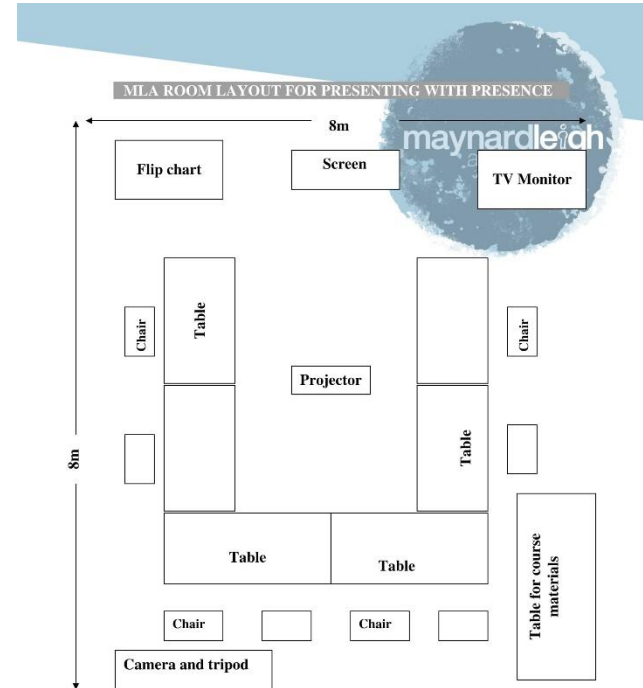 MLA ROOM LAYOUT FOR PRESENTING WITH PRESENCE
8m
maynardleigh
Flip chart
Screen
TV Monitor
Table
Chair
Chair
Projector
8m
Table
Table
Table
Table for course
materials
Chair
Chair
Camera and tripod